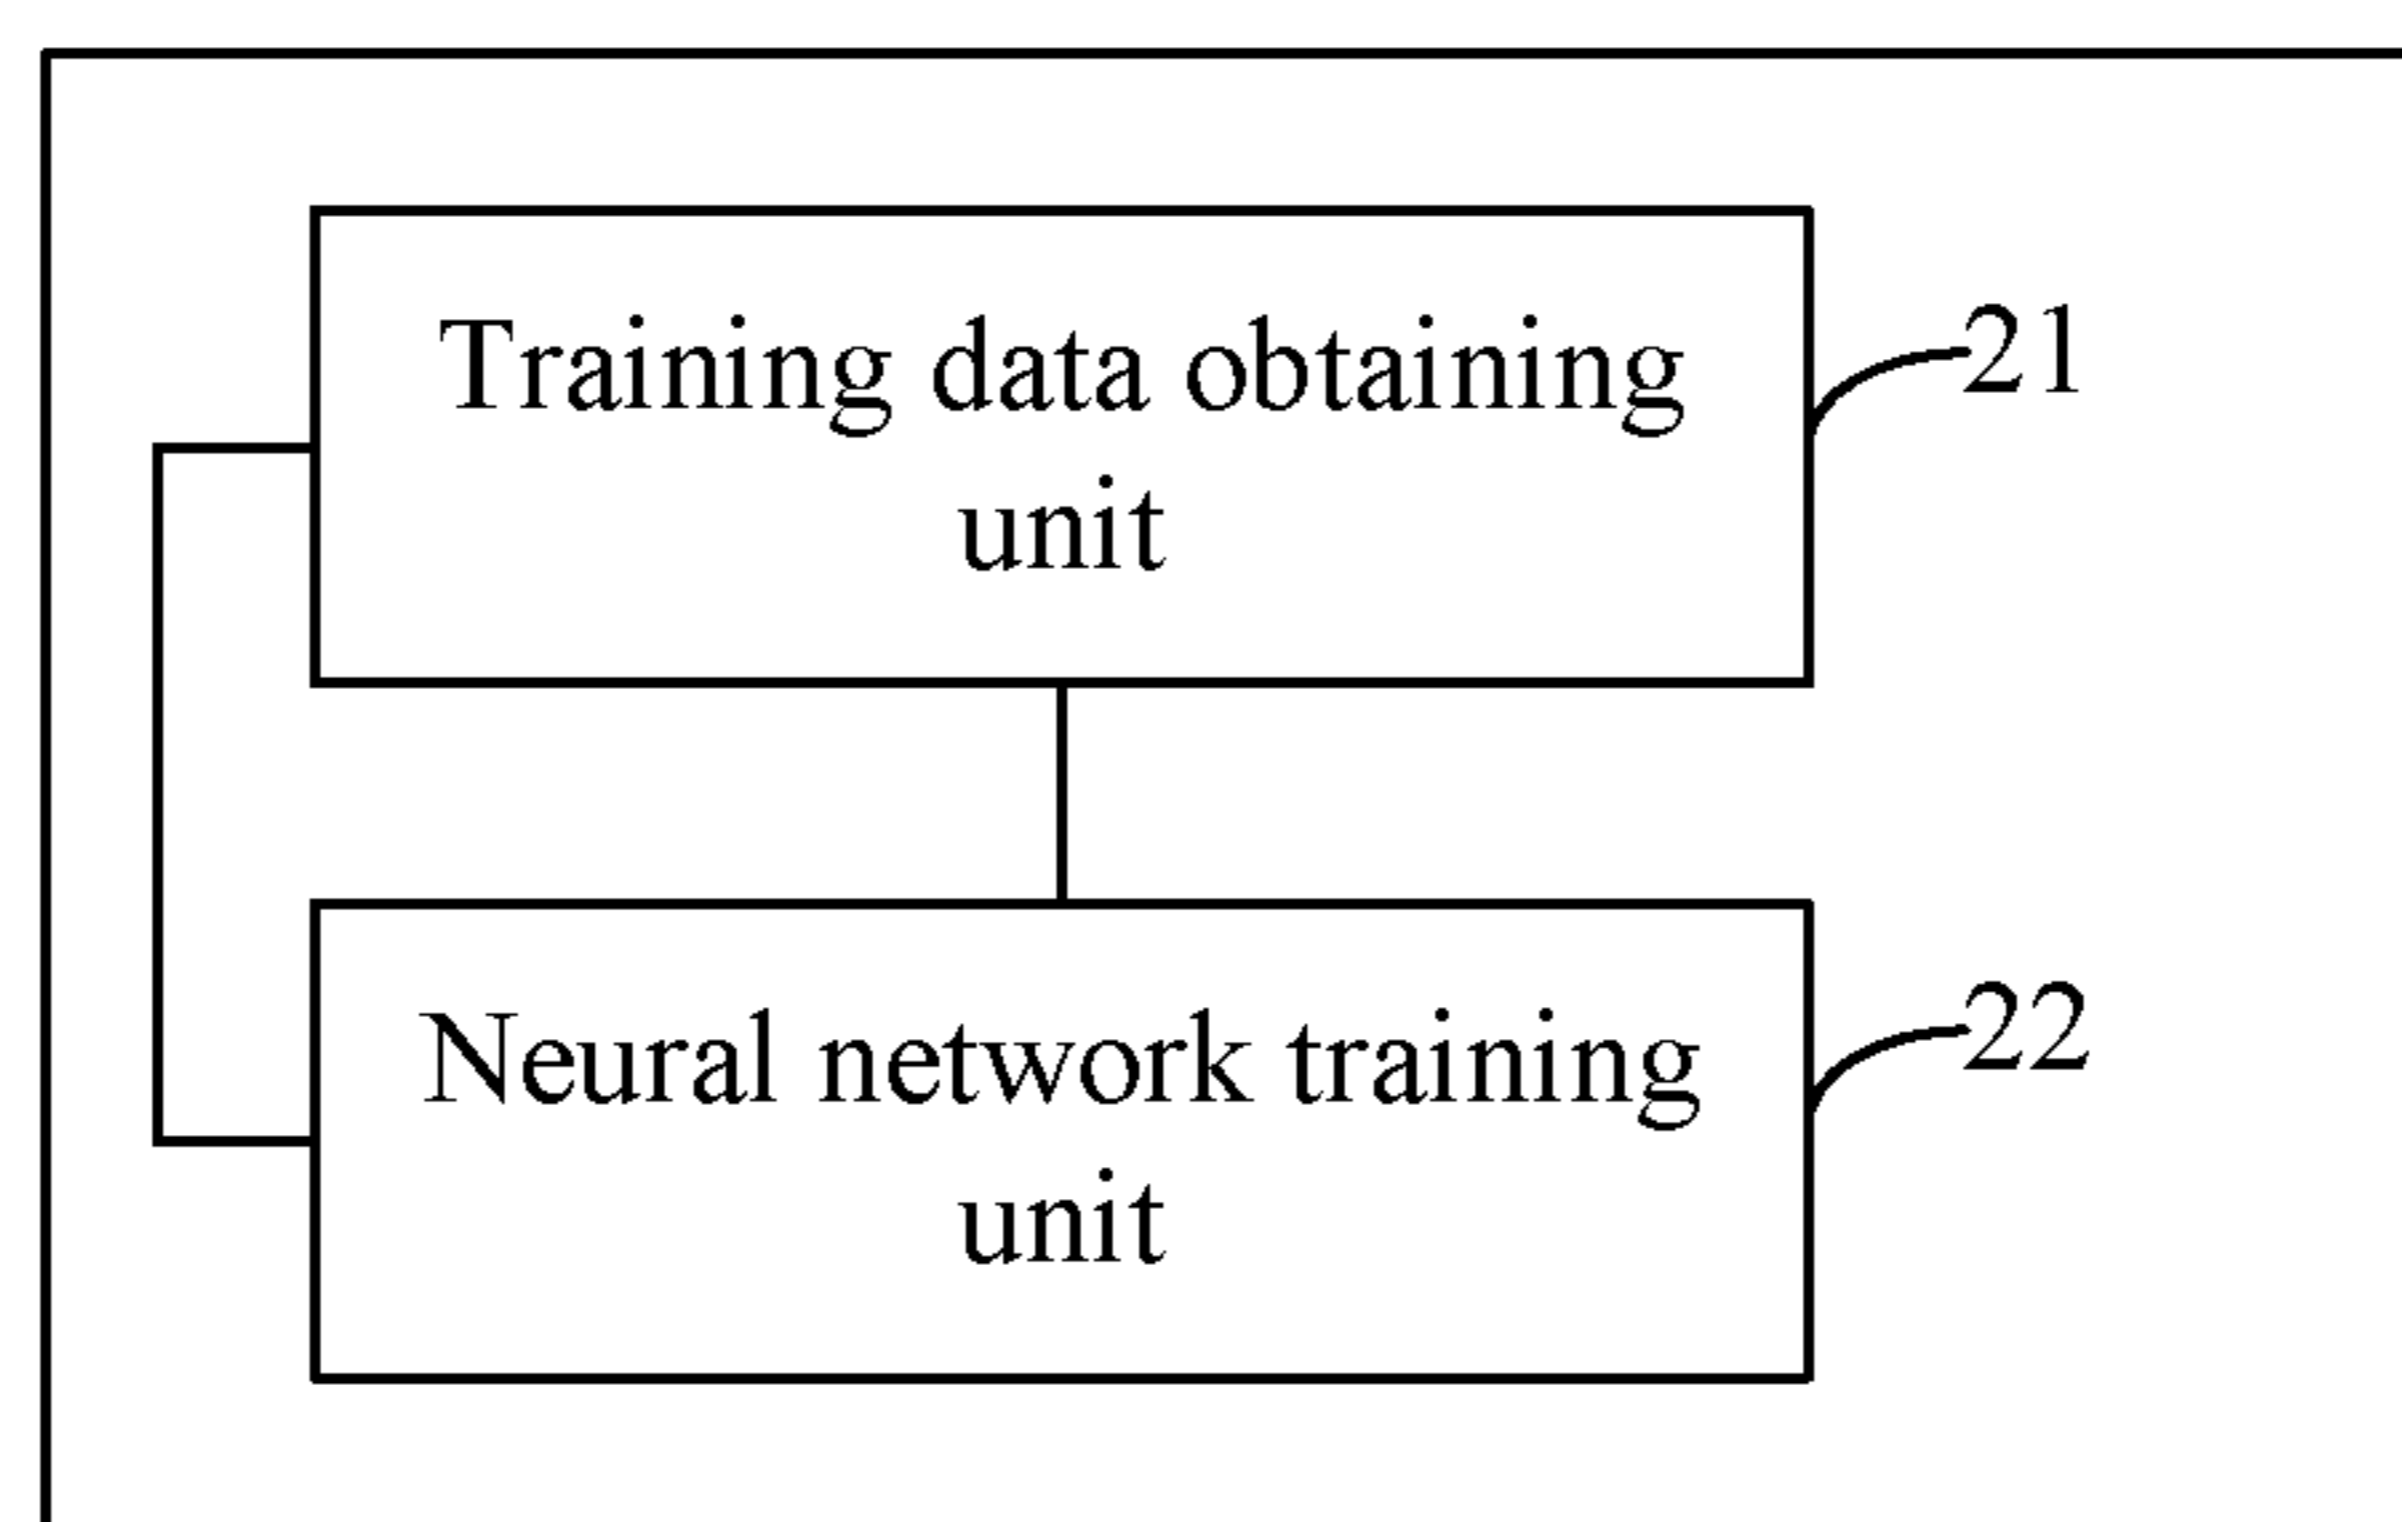 Training data obtaining
unit
21
Neural network training
unit
22